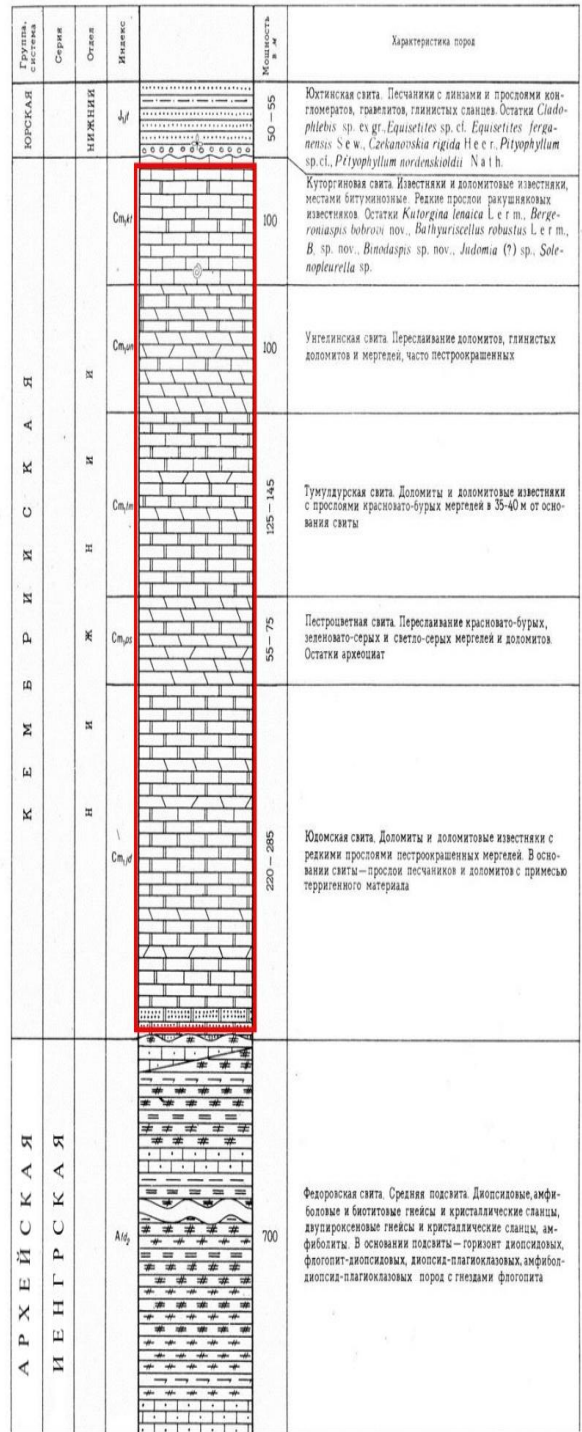 Группа, система
Серия
Отдел
Индекс
Мощность в м
Характеристика пород
ЮРСКАЯ
НИЖНИЙ
J₁jt
50–55
Юхтинская свита. Песчаники с линзами и прослоями кон-
гломератов, гравелитов, глинистых сланцев. Остатки Clado-
phlebis sp. ex gr., Equisetites sp. cf. Equisetites ferga-
nensis Sew., Czekanovskia rigida Heer., Pityophyllum
sp. cf., Pityophyllum nordenskioldii Nath.
КЕМБРИЙСКАЯ
НИЖНИЙ
Cm₁kt
100
Куторгиновая свита. Известняки и доломитовые известняки,
местами битуминозные. Редкие прослои ракушняковых
известняков. Остатки Kutorgina lenaica Lerm., Berge-
roniaspis bobrovi nov., Bathyuriscellus robustus Lerm.,
B. sp. nov., Binodaspis sp. nov., Judomia (?) sp., Sole-
nopleurella sp.
Cm₁un
100
Унгелинская свита. Переслаивание доломитов, глинистых
доломитов и мергелей, часто пестроокрашенных
Cm₁tm
125–145
Тумулдурская свита. Доломиты и доломитовые известняки
с прослоями красновато-бурых мергелей в 35-40 м от осно-
вания свиты
Cm₁ps
55–75
Пестроцветная свита. Переслаивание красновато-бурых,
зеленовато-серых и светло-серых мергелей и доломитов.
Остатки археоциат
Cm₁jd
220–285
Юдомская свита. Доломиты и доломитовые известняки с
редкими прослоями пестроокрашенных мергелей. В осно-
вании свиты—прослои песчаников и доломитов с примесью
терригенного материала
АРХЕЙСКАЯ
ИЕНГРСКАЯ
Afd₂
700
Федоровская свита. Средняя подсвита. Диопсидовые, амфи-
боловые и биотитовые гнейсы и кристаллические сланцы,
двупироксеновые гнейсы и кристаллические сланцы, ам-
фиболиты. В основании подсвиты—горизонт диопсидовых,
флогопит-диопсидовых, диопсид-плагиоклазовых, амфибол-
диопсид-плагиоклазовых пород с гнездами флогопита